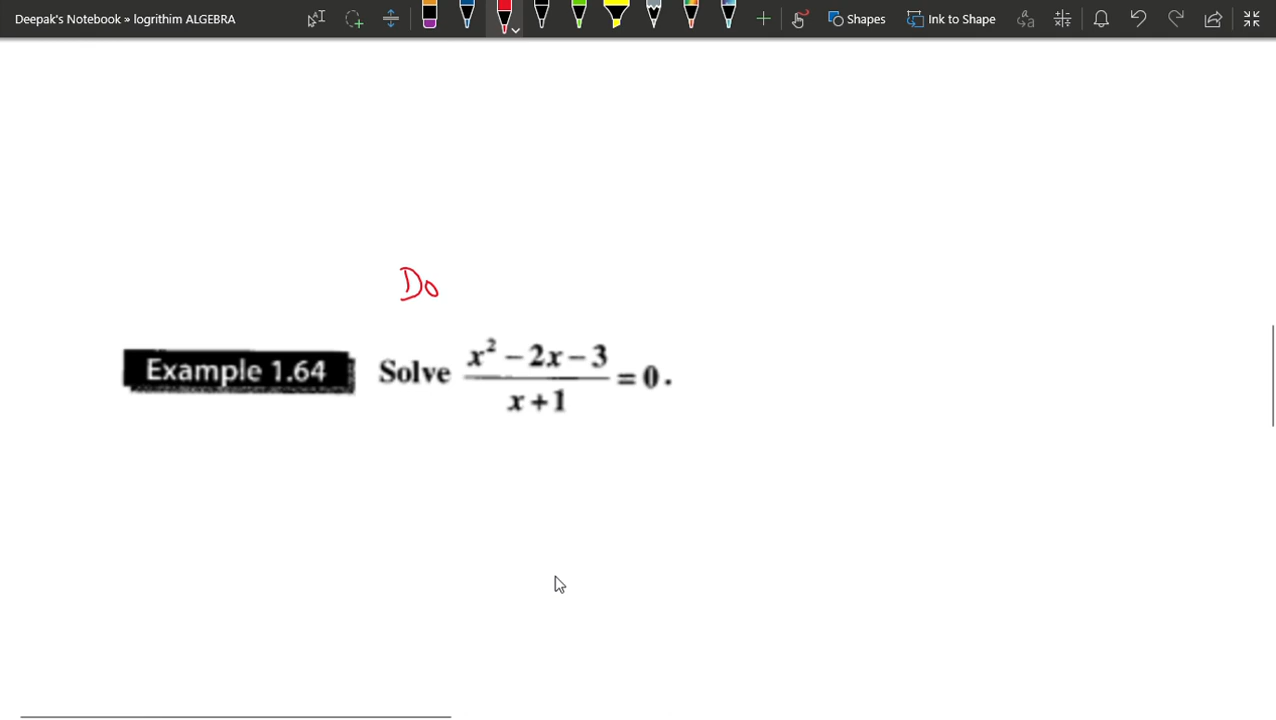 Deepak's Notebook » logrithim ALGEBRA Shapes Ink to Shape
Do
Example 1.64 Solve x² − 2x − 3 / x + 1 = 0.